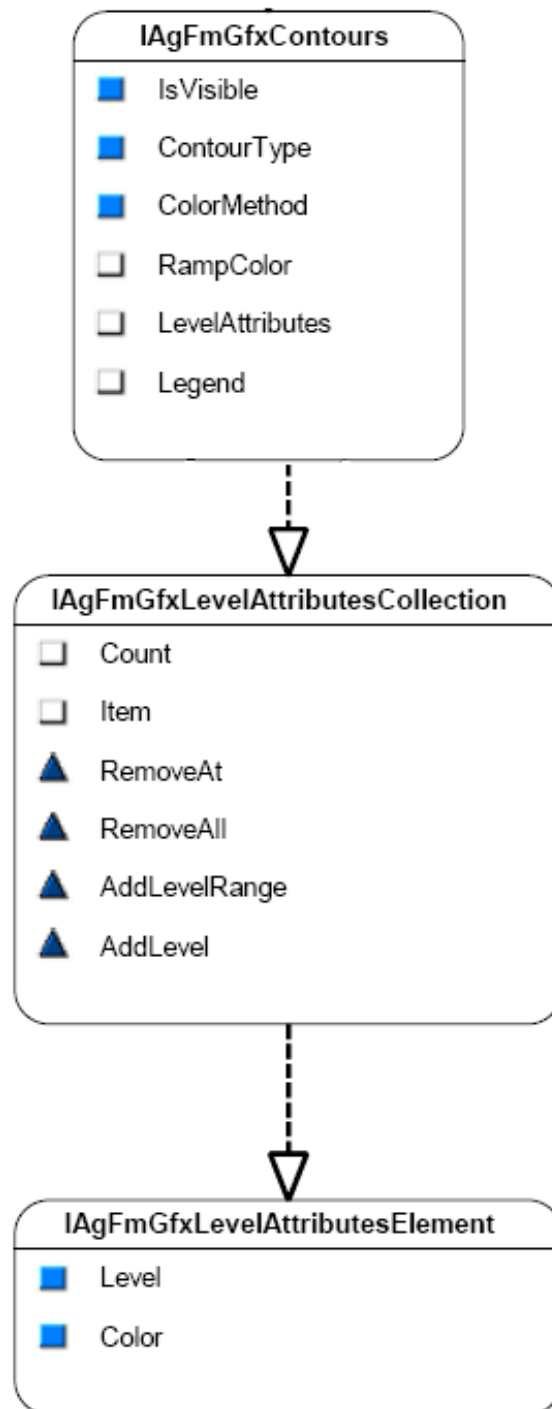 IAgFmGfxContours
IsVisible
ContourType
ColorMethod
RampColor
LevelAttributes
Legend
IAgFmGfxLevelAttributesCollection
Count
Item
RemoveAt
RemoveAll
AddLevelRange
AddLevel
IAgFmGfxLevelAttributesElement
Level
Color